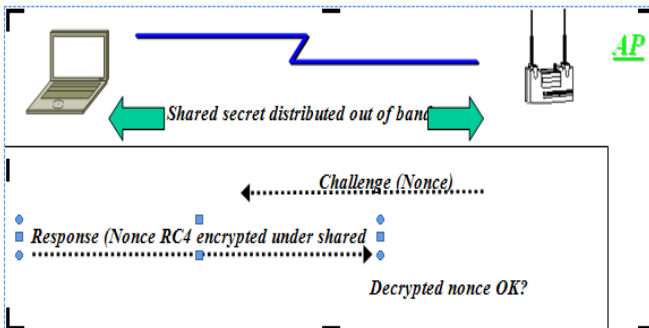 AP
Shared secret distributed out of band
Challenge (Nonce)
Response (Nonce RC4 encrypted under shared
Decrypted nonce OK?